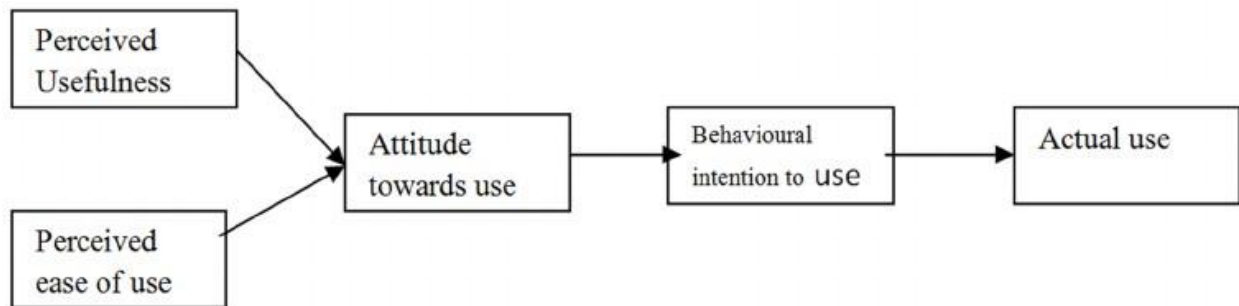 Perceived
Usefulness
Attitude
towards use
Behavioural
intention to use
Actual use
Perceived
ease of use